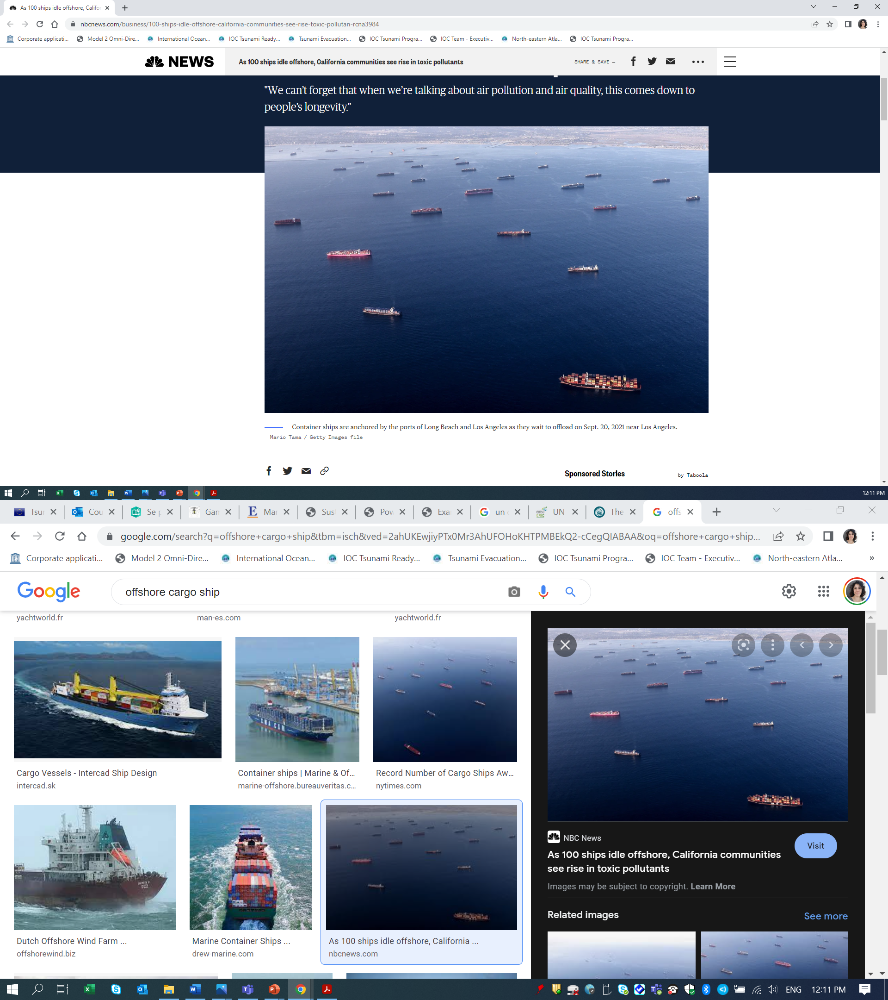 As 100 ships idle offshore, Califo
nbcnews.com/business/100-ships-idle-offshore-california-communities-see-rise-toxic-pollutan-rcna3984
Corporate applicati... Model 2 Omni-Dire... International Ocean... IOC Tsunami Ready... Tsunami Evacuation... IOC Tsunami Progra... IOC Team - Executiv... North-eastern Atla... IOC Tsunami Progra...
NEWS As 100 ships idle offshore, California communities see rise in toxic pollutants SHARE & SAVE —
"We can’t forget that when we’re talking about air pollution and air quality, this comes down to
people’s longevity.”
MSC
Container ships are anchored by the ports of Long Beach and Los Angeles as they wait to offload on Sept. 20, 2021 near Los Angeles.
Mario Tama / Getty Images file
Sponsored Stories by Taboola
12:11 PM
Tsu Cou Se p Gan Mar Sust Pow Exa un UN The offs
google.com/search?q=offshore+cargo+ship&tbm=isch&ved=2ahUKEwjiyPTx0Mr3AhUFOHoKHTPMBEkQ2-cCegQIABAA&oq=offshore+cargo+ship...
Corporate applicati... Model 2 Omni-Dire... International Ocean... IOC Tsunami Ready... Tsunami Evacuation... IOC Tsunami Progra... IOC Team - Executiv... North-eastern Atla... »
Google offshore cargo ship
yachtworld.fr man-es.com yachtworld.fr
CMA CGM
Cargo Vessels - Intercad Ship Design Container ships | Marine & Of... Record Number of Cargo Ships Aw...
intercad.sk marine-offshore.bureauveritas.c... nytimes.com
NBC News
Visit
As 100 ships idle offshore, California communities
see rise in toxic pollutants
Images may be subject to copyright. Learn More
Related images See more
Dutch Offshore Wind Farm ... Marine Container Ships ... As 100 ships idle offshore, California ...
offshorewind.biz drew-marine.com nbcnews.com
ENG 12:11 PM